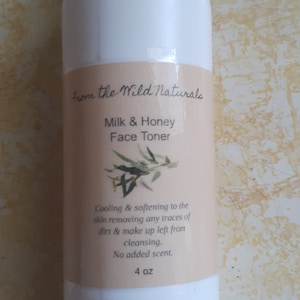 From the Wild Naturals
Milk & Honey
Face Toner
Cooling & softening to the
skin removing any traces of
dirt & make up left from
cleansing.
No added scent.
4 oz